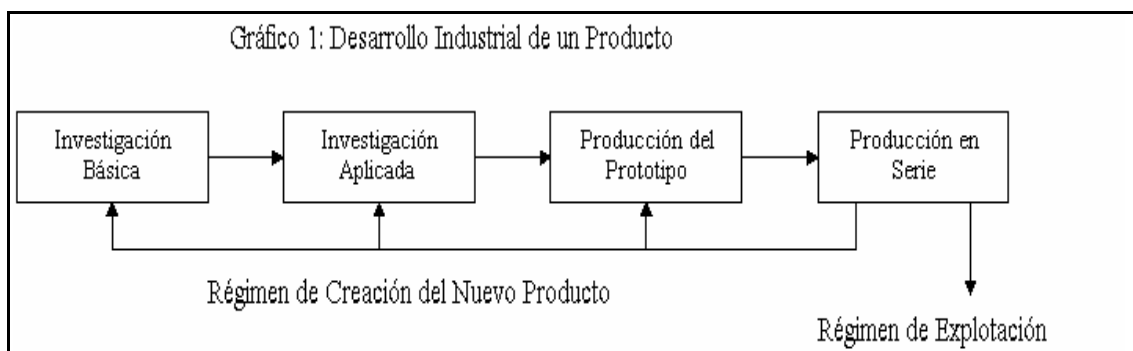 Gráfico 1: Desarrollo Industrial de un Producto
Investigación
Básica
Investigación
Aplicada
Producción del
Prototipo
Producción en
Serie
Régimen de Creación del Nuevo Producto
Régimen de Explotación